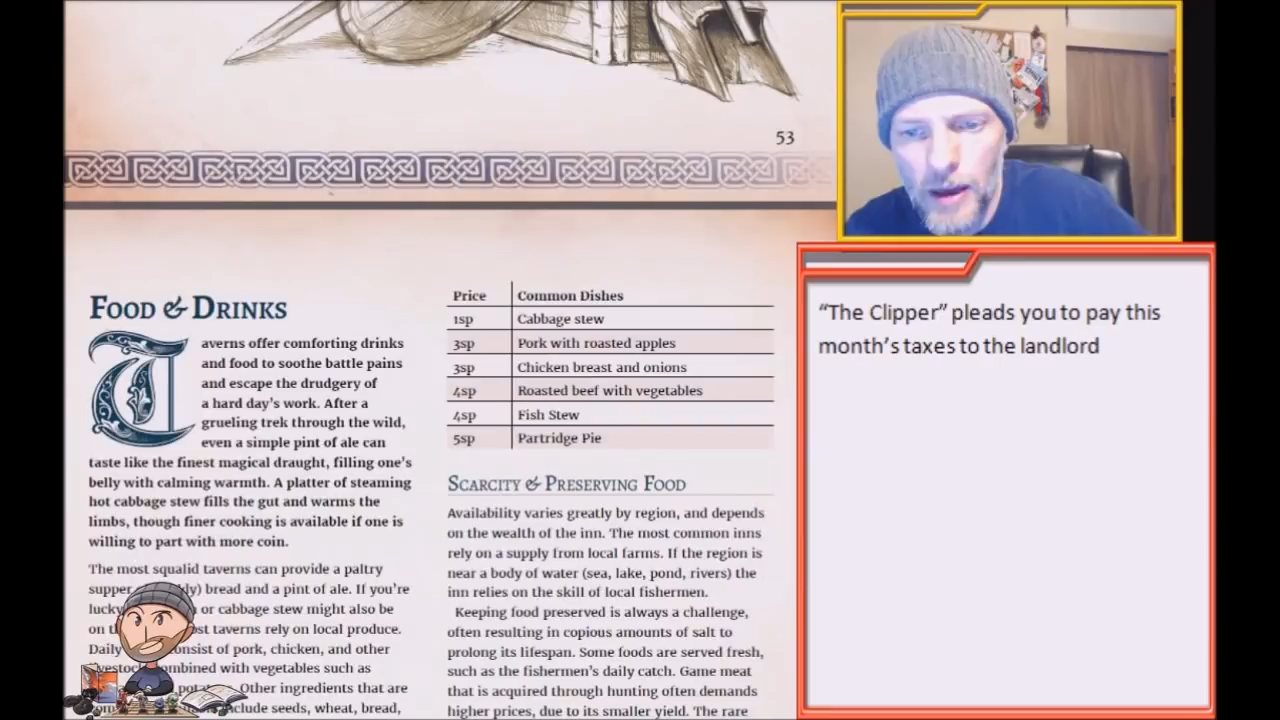 53
FOOD & DRINKS
Taverns offer comforting drinks
and food to soothe battle pains
and escape the drudgery of
a hard day's work. After a
grueling trek through the wild,
even a simple pint of ale can
taste like the finest magical draught, filling one's
belly with calming warmth. A platter of steaming
hot cabbage stew fills the gut and warms the
limbs, though finer cooking is available if one is
willing to part with more coin.
The most squalid taverns can provide a paltry
supper bread and a pint of ale. If you're
lucky or cabbage stew might also be
on taverns rely on local produce.
Daily consist of pork, chicken, and other
livestock combined with vegetables such as
Other ingredients that are
include seeds, wheat, bread,
Price Common Dishes
1sp Cabbage stew
3sp Pork with roasted apples
3sp Chicken breast and onions
4sp Roasted beef with vegetables
4sp Fish Stew
5sp Partridge Pie
SCARCITY & PRESERVING FOOD
Availability varies greatly by region, and depends
on the wealth of the inn. The most common inns
rely on a supply from local farms. If the region is
near a body of water (sea, lake, pond, rivers) the
inn relies on the skill of local fishermen.
Keeping food preserved is always a challenge,
often resulting in copious amounts of salt to
prolong its lifespan. Some foods are served fresh,
such as the fishermen's daily catch. Game meat
that is acquired through hunting often demands
higher prices, due to its smaller yield. The rare
“The Clipper” pleads you to pay this
month’s taxes to the landlord